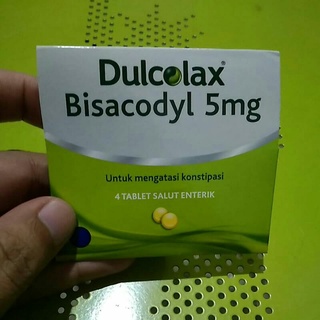 Dulcolax®
Bisacodyl 5mg
Untuk mengatasi konstipasi
4 TABLET SALUT ENTERIK